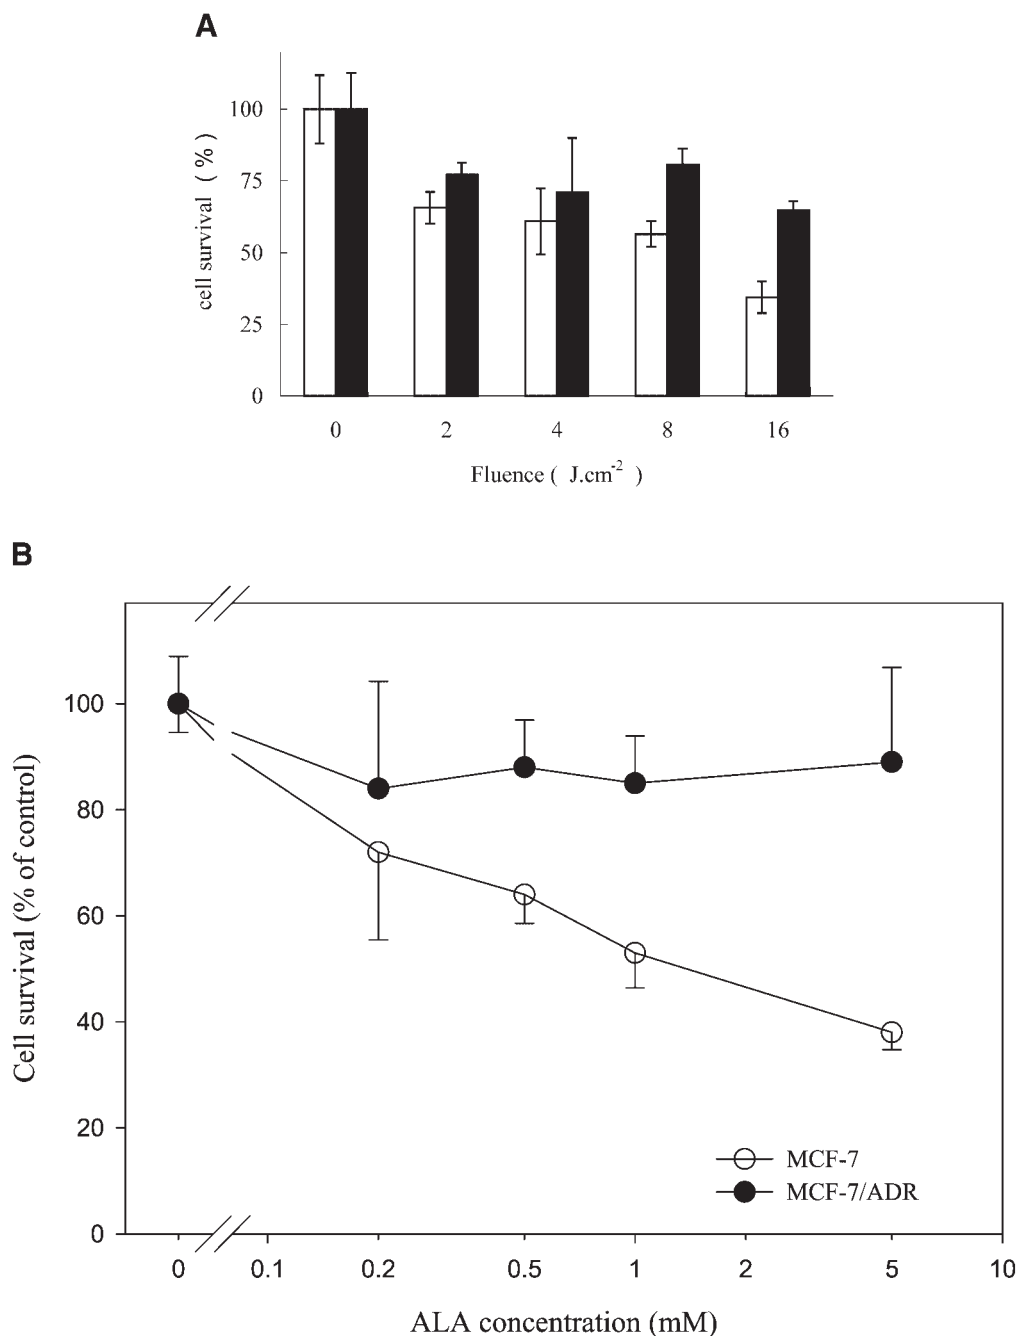 A
cell survival ( % )
100
75
50
25
0
0 2 4 8 16
Fluence ( J.cm-2 )
B
Cell survival (% of control)
100
80
60
40
20
0
MCF-7
MCF-7/ADR
0 0.1 0.2 0.5 1 2 5 10
ALA concentration (mM)